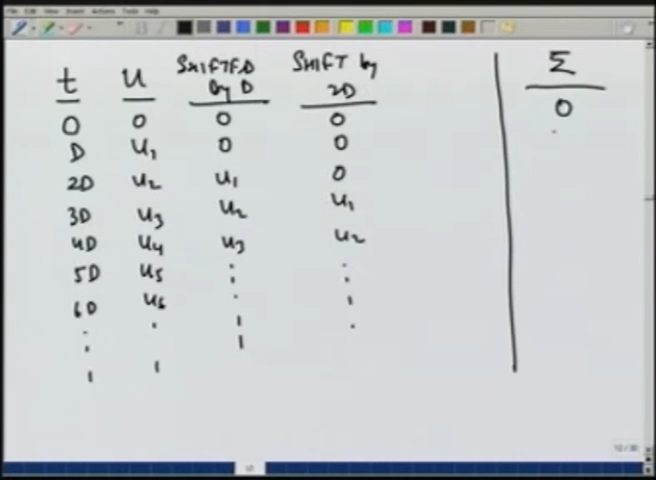 t u SHIFTED by D SHIFT by 2D Σ
0 0 0 0 0
D u₁ 0 0
2D u₂ u₁ 0
3D u₃ u₂ u₁
4D u₄ u₃ u₂
5D u₅
6D u₆